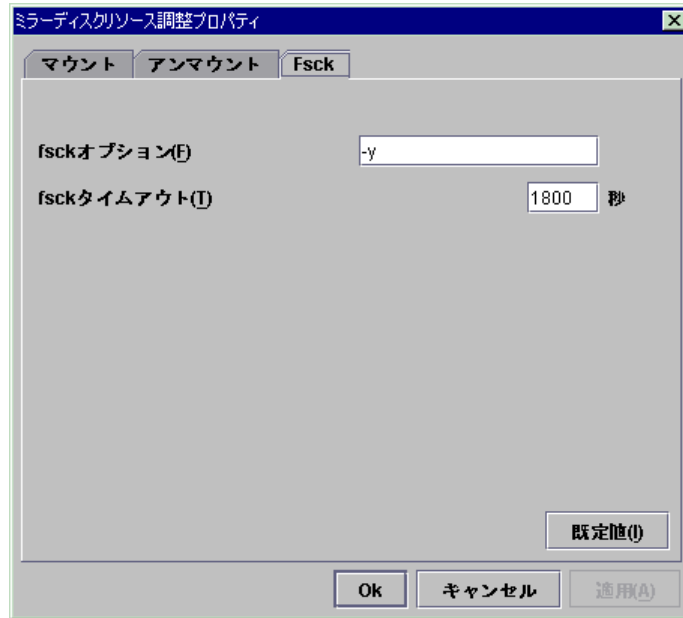 ミラーディスクリソース調整プロパティ
マウント アンマウント Fsck
fsckオプション(F) -y
fsckタイムアウト(T) 1800 秒
既定値(I)
Ok キャンセル 適用(A)